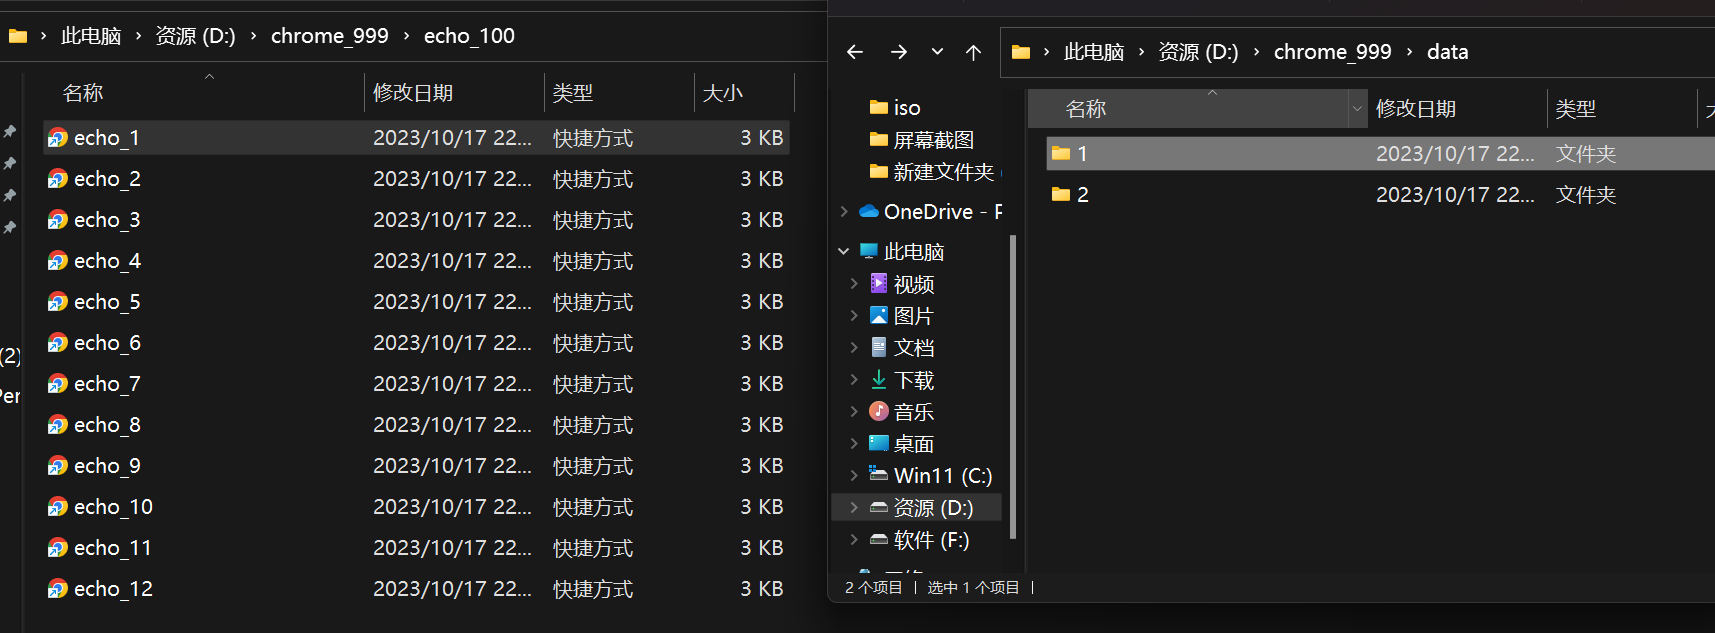 此电脑 › 资源 (D:) › chrome_999 › echo_100
名称 修改日期 类型 大小
echo_1 2023/10/17 22... 快捷方式 3 KB
echo_2 2023/10/17 22... 快捷方式 3 KB
echo_3 2023/10/17 22... 快捷方式 3 KB
echo_4 2023/10/17 22... 快捷方式 3 KB
echo_5 2023/10/17 22... 快捷方式 3 KB
echo_6 2023/10/17 22... 快捷方式 3 KB
echo_7 2023/10/17 22... 快捷方式 3 KB
echo_8 2023/10/17 22... 快捷方式 3 KB
echo_9 2023/10/17 22... 快捷方式 3 KB
echo_10 2023/10/17 22... 快捷方式 3 KB
echo_11 2023/10/17 22... 快捷方式 3 KB
echo_12 2023/10/17 22... 快捷方式 3 KB
(2)
Per
此电脑 › 资源 (D:) › chrome_999 › data
iso
屏幕截图
新建文件夹
OneDrive - P
此电脑
视频
图片
文档
下载
音乐
桌面
Win11 (C:)
资源 (D:)
软件 (F:)
名称 修改日期 类型
1 2023/10/17 22... 文件夹
2 2023/10/17 22... 文件夹
2 个项目 选中 1 个项目